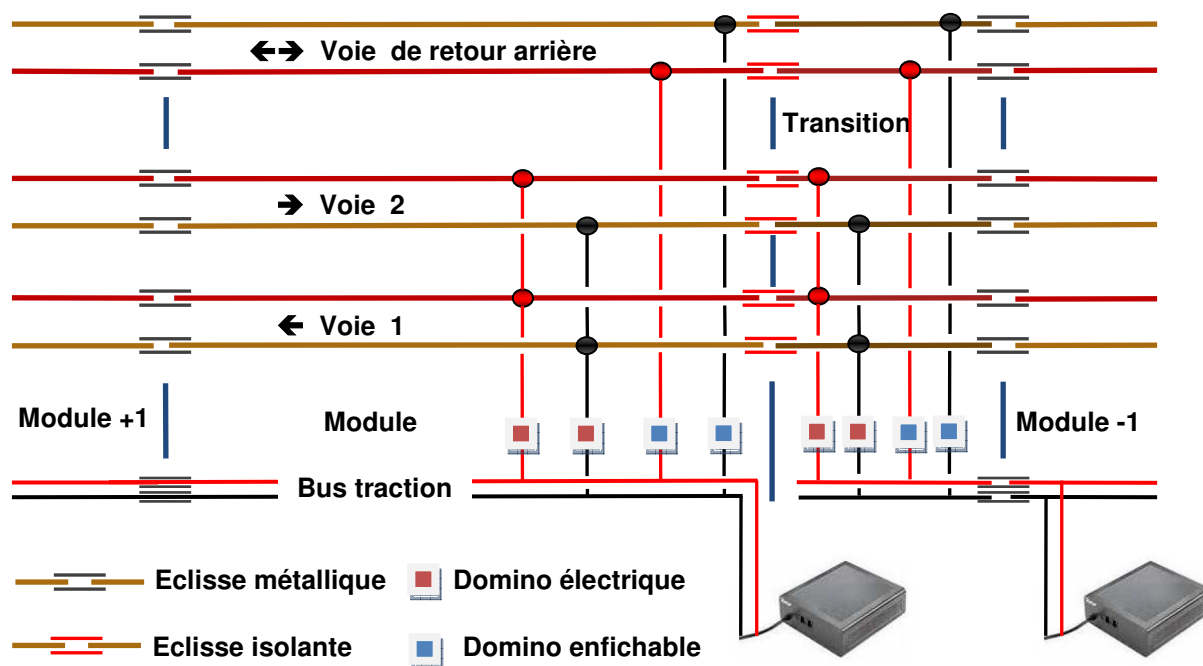 Voie de retour arrière
Transition
Voie 2
Voie 1
Module +1
Module
Module -1
Bus traction
Eclisse métallique
Domino électrique
Eclisse isolante
Domino enfichable